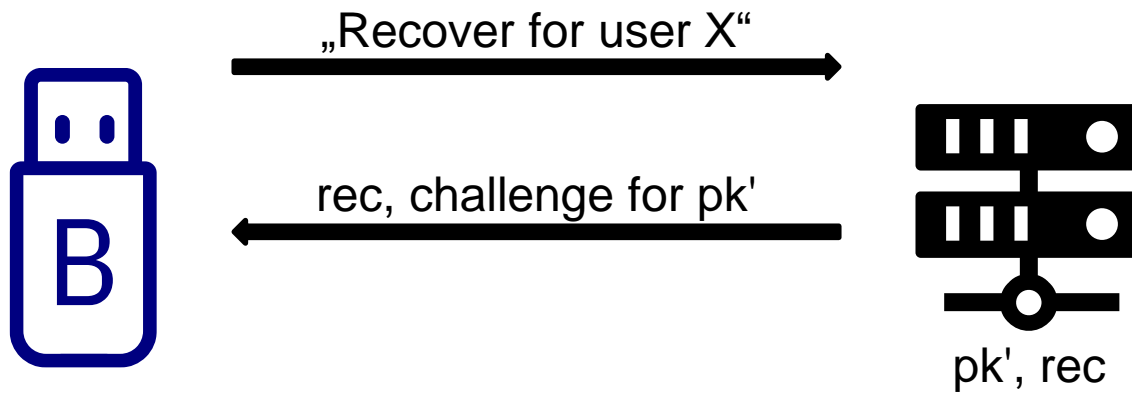 „Recover for user X“
rec, challenge for pk'
B
pk', rec